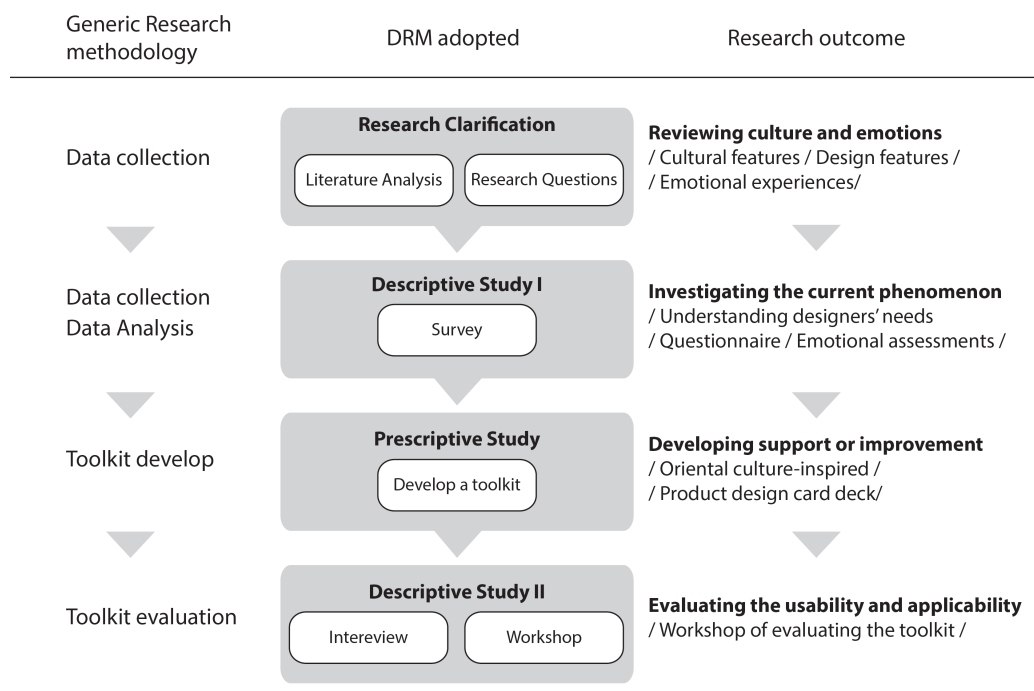 Generic Research
methodology
DRM adopted
Research outcome
Data collection
Research Clarification
Literature Analysis
Research Questions
Reviewing culture and emotions
/ Cultural features / Design features /
/ Emotional experiences/
Data collection
Data Analysis
Descriptive Study I
Survey
Investigating the current phenomenon
/ Understanding designers' needs
/ Questionnaire / Emotional assessments /
Toolkit develop
Prescriptive Study
Develop a toolkit
Developing support or improvement
/ Oriental culture-inspired /
/ Product design card deck/
Toolkit evaluation
Descriptive Study II
Intereview
Workshop
Evaluating the usability and applicability
/ Workshop of evaluating the toolkit /